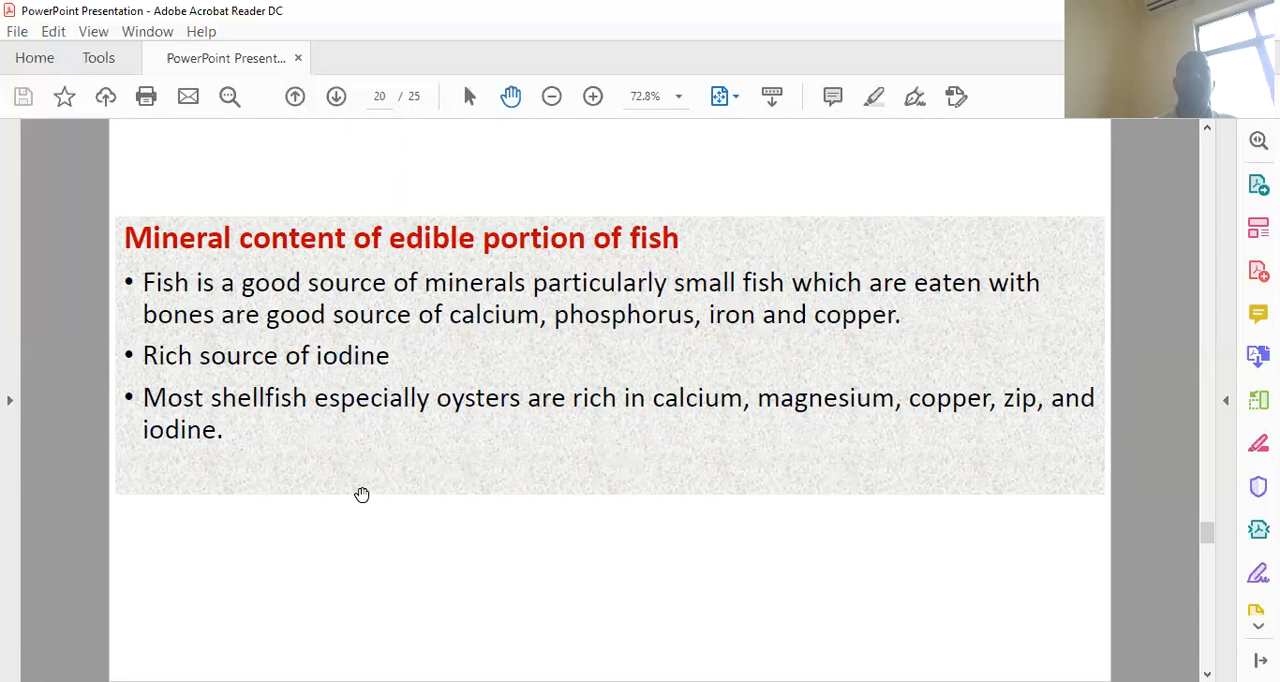 PowerPoint Presentation - Adobe Acrobat Reader DC
File Edit View Window Help
Home Tools PowerPoint Present... ×
20 / 25 72.8%
Mineral content of edible portion of fish
• Fish is a good source of minerals particularly small fish which are eaten with
bones are good source of calcium, phosphorus, iron and copper.
• Rich source of iodine
• Most shellfish especially oysters are rich in calcium, magnesium, copper, zip, and
iodine.